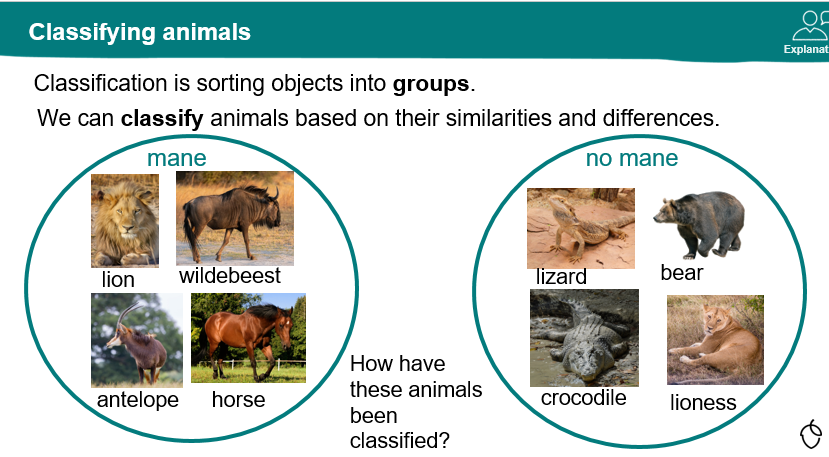 Classifying animals
Explanat
Classification is sorting objects into groups.
We can classify animals based on their similarities and differences.
mane
no mane
lion
wildebeest
lizard
bear
antelope
horse
crocodile
lioness
How have
these animals
been
classified?